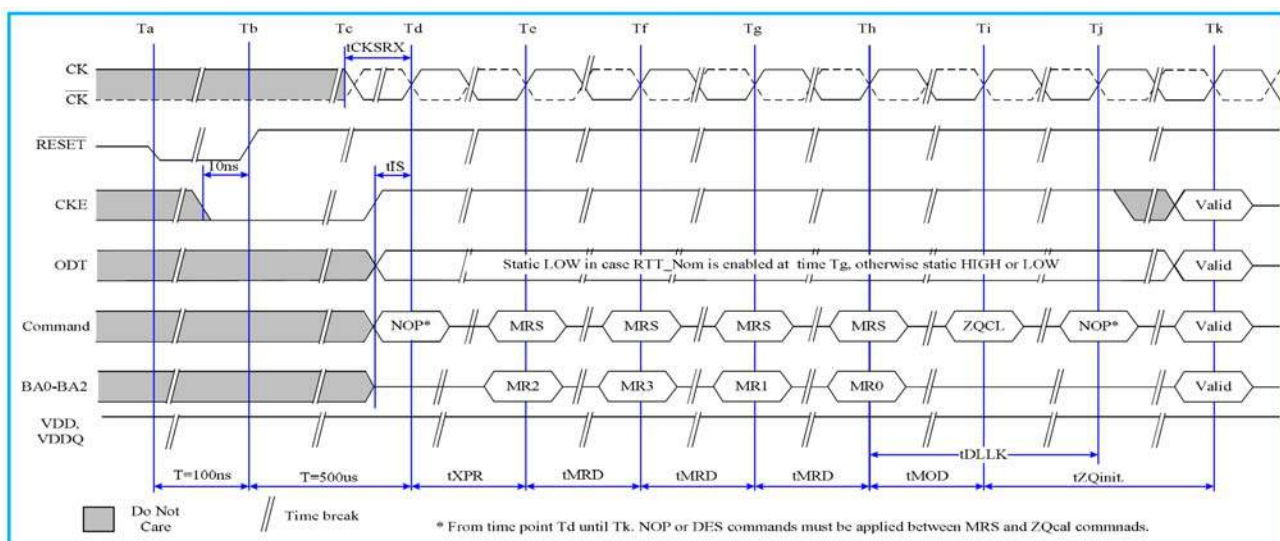 Ta Tb Tc Td Te Tf Tg Th Ti Tj Tk
tCKSRX
CK
CK
RESET
10ns tIS
CKE Valid
ODT Static LOW in case RTT_Nom is enabled at time Tg, otherwise static HIGH or LOW Valid
Command NOP* MRS MRS MRS MRS ZQCL NOP* Valid
BA0-BA2 MR2 MR3 MR1 MR0 Valid
VDD,
VDDQ
tDLLK
T=100ns T=500us tXPR tMRD tMRD tMRD tMOD tZQinit.
Do Not
Care
Time break
* From time point Td until Tk. NOP or DES commands must be applied between MRS and ZQcal commnads.